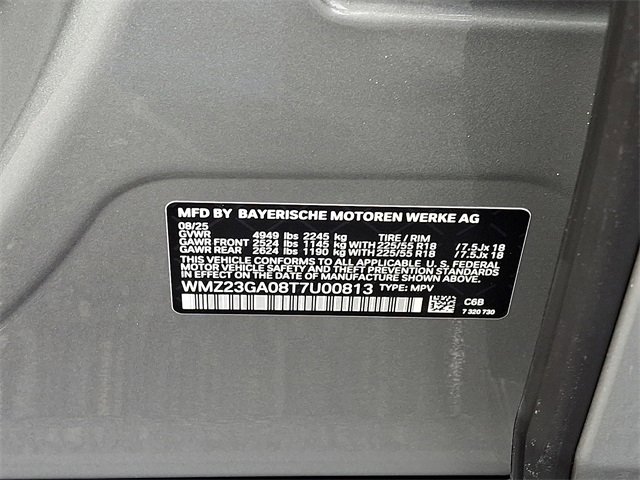 MFD BY BAYERISCHE MOTOREN WERKE AG
08/25
GVWR 4949 lbs 2245 kg TIRE / RIM
GAWR FRONT 2524 lbs 1145 kg WITH 225/55 R18 / 7.5Jx 18
GAWR REAR 2624 lbs 1190 kg WITH 225/55 R18 / 7.5Jx 18
THIS VEHICLE CONFORMS TO ALL APPLICABLE U.S. FEDERAL
MOTOR VEHICLE SAFETY, BUMPER, AND THEFT PREVENTION STANDARDS
IN EFFECT ON THE DATE OF MANUFACTURE SHOWN ABOVE.
WMZ23GA08T7U00813 TYPE: MPV
C6B
7 320 730